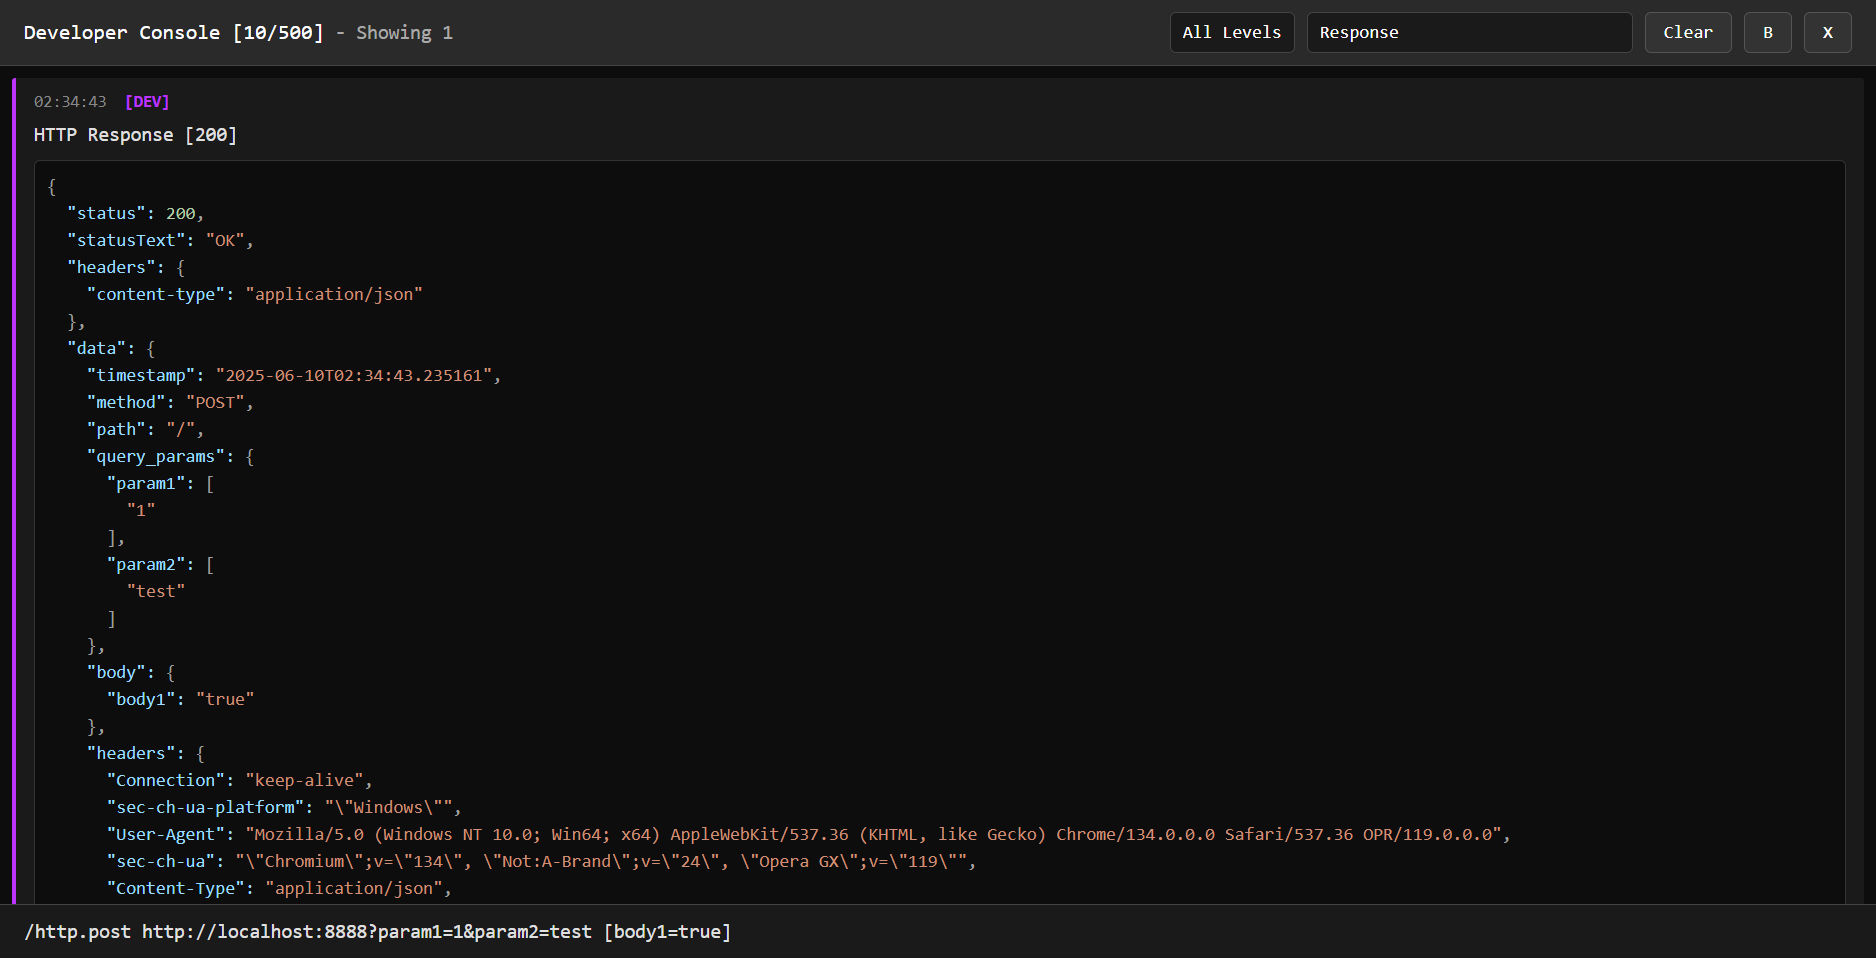 Developer Console [10/500] - Showing 1
All Levels
Response
Clear
B
X
02:34:43 [DEV]
HTTP Response [200]
{
  "status": 200,
  "statusText": "OK",
  "headers": {
    "content-type": "application/json"
  },
  "data": {
    "timestamp": "2025-06-10T02:34:43.235161",
    "method": "POST",
    "path": "/",
    "query_params": {
      "param1": [
        "1"
      ],
      "param2": [
        "test"
      ]
    },
    "body": {
      "body1": "true"
    },
    "headers": {
      "Connection": "keep-alive",
      "sec-ch-ua-platform": "\"Windows\"",
      "User-Agent": "Mozilla/5.0 (Windows NT 10.0; Win64; x64) AppleWebKit/537.36 (KHTML, like Gecko) Chrome/134.0.0.0 Safari/537.36 OPR/119.0.0.0",
      "sec-ch-ua": "\"Chromium\";v=\"134\", \"Not:A-Brand\";v=\"24\", \"Opera GX\";v=\"119\"",
      "Content-Type": "application/json",
/http.post http://localhost:8888?param1=1&param2=test [body1=true]